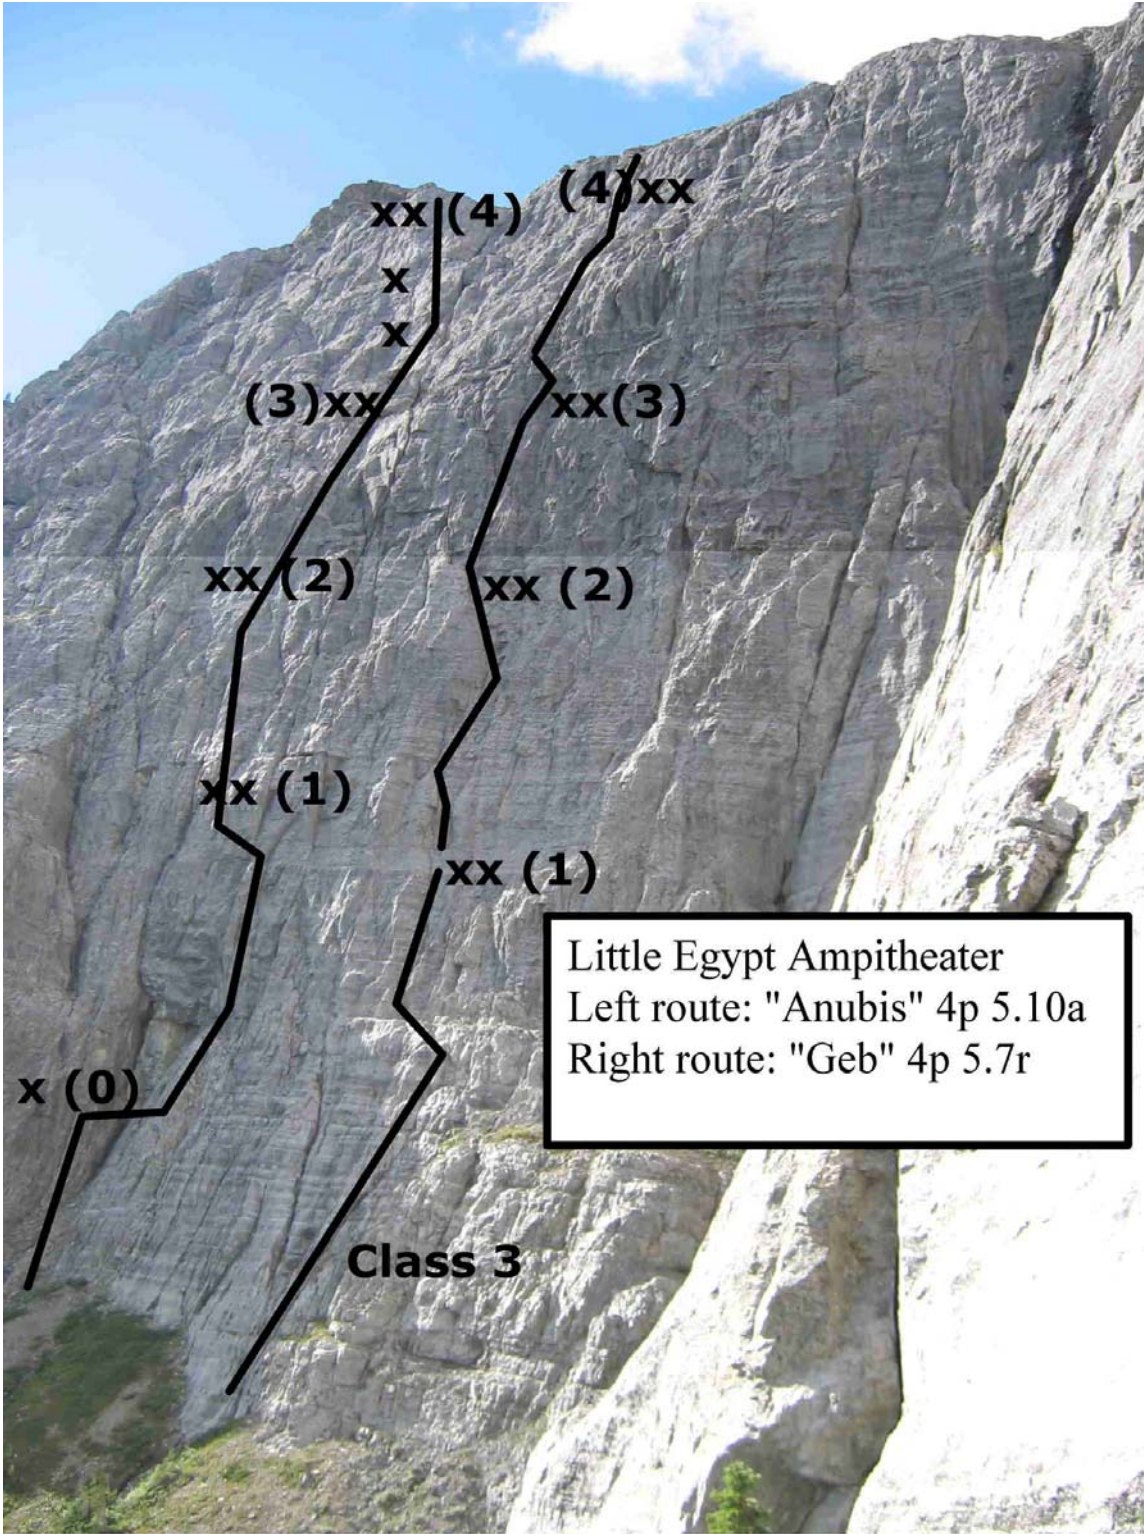 xx (4)
(4)xx
x
x
(3)xx
xx(3)
xx (2)
xx (2)
xx (1)
xx (1)
Little Egypt Ampitheater
Left route: "Anubis" 4p 5.10a
Right route: "Geb" 4p 5.7r
x (0)
Class 3